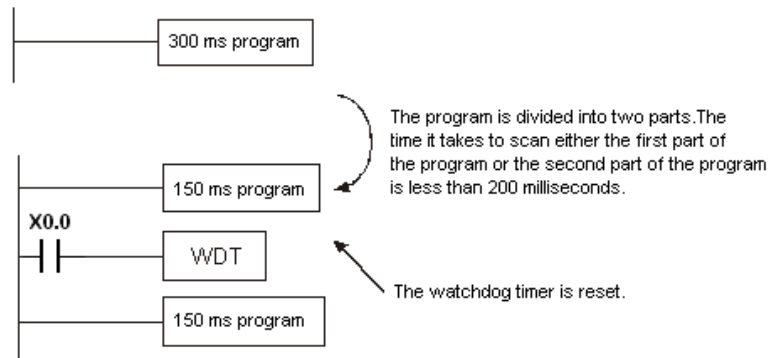 300 ms program
The program is divided into two parts.The
time it takes to scan either the first part of
the program or the second part of the program
is less than 200 milliseconds.
150 ms program
X0.0
WDT
The watchdog timer is reset.
150 ms program